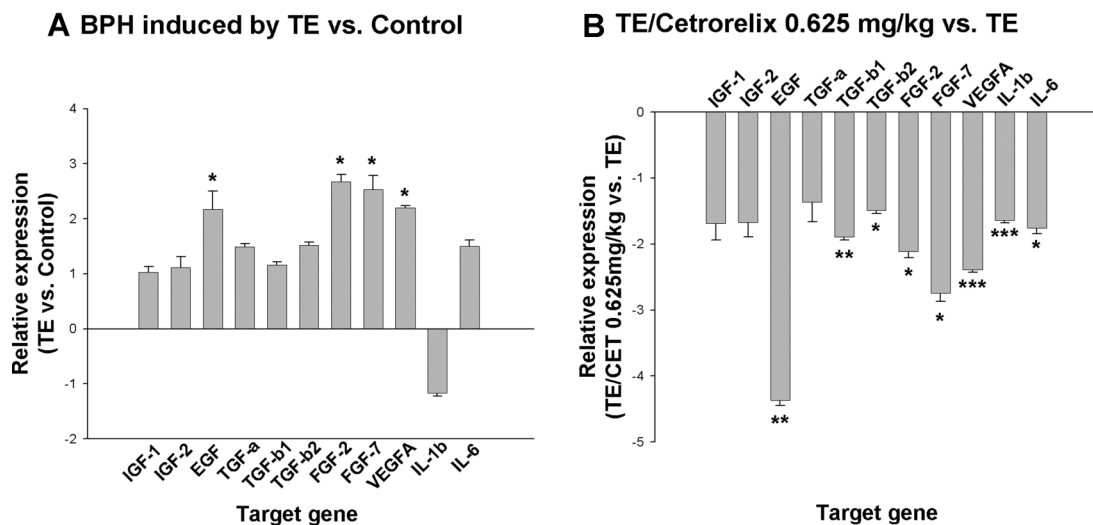 A BPH induced by TE vs. Control
4
3
2
1
0
-1
-2
Relative expression
(TE vs. Control)
*
*
*
*
IGF-1
IGF-2
EGF
TGF-a
TGF-b1
TGF-b2
FGF-2
FGF-7
VEGFA
IL-1b
IL-6
Target gene
B TE/Cetrorelix 0.625 mg/kg vs. TE
IGF-1
IGF-2
EGF
TGF-a
TGF-b1
TGF-b2
FGF-2
FGF-7
VEGFA
IL-1b
IL-6
0
-1
-2
-3
-4
-5
Relative expression
(TE/CET 0.625mg/kg vs. TE)
**
**
*
*
*
***
***
*
Target gene